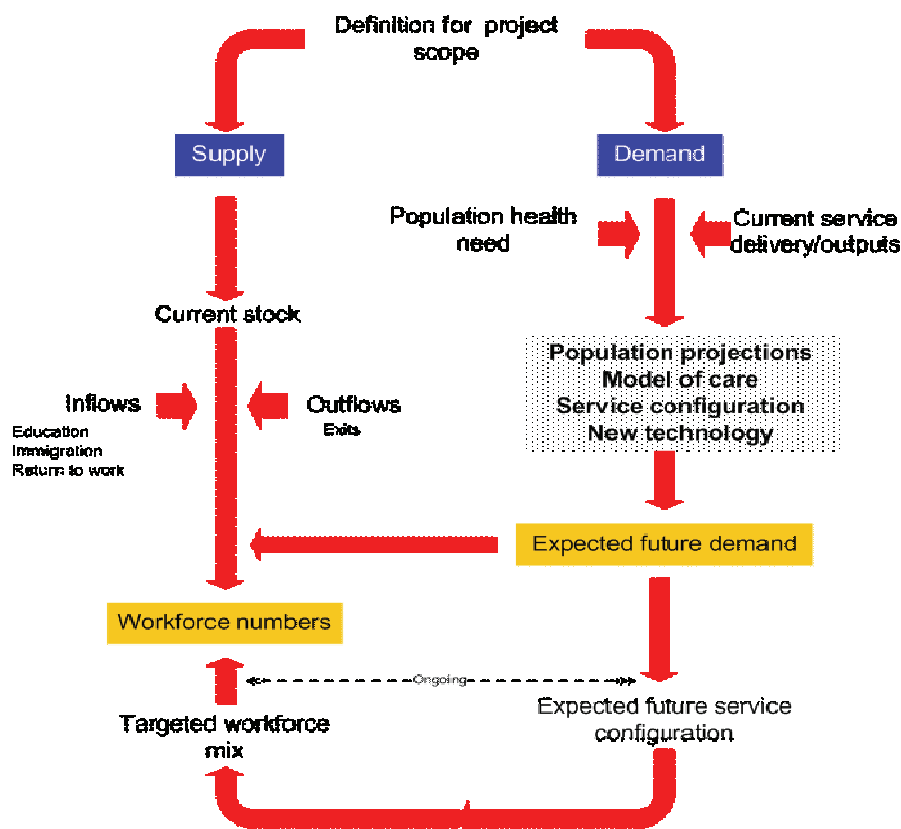 Definition for project
scope
Supply
Demand
Population health
need
Current service
delivery/outputs
Current stock
Population projections
Model of care
Service configuration
New technology
Inflows
Education
Immigration
Return to work
Outflows
Exits
Expected future demand
Workforce numbers
Ongoing
Targeted workforce
mix
Expected future service
configuration